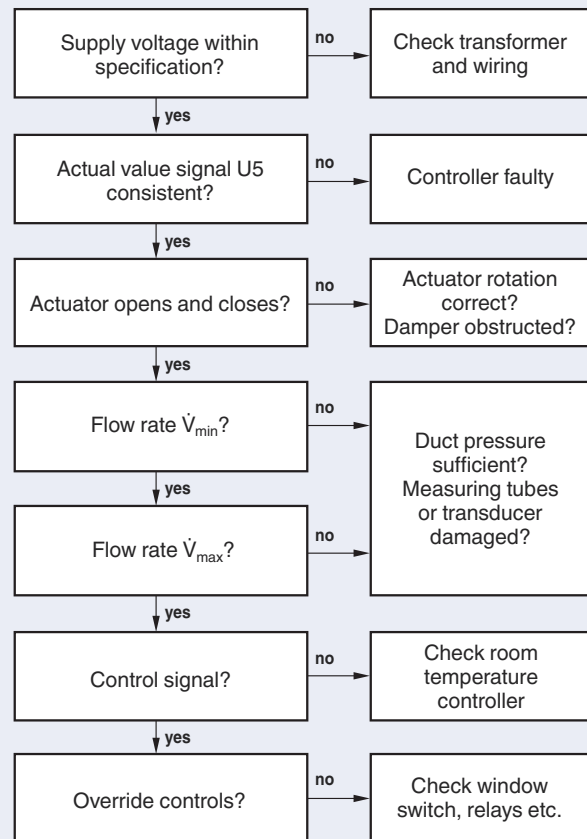 Supply voltage within
specification?
no
Check transformer
and wiring
yes
Actual value signal U5
consistent?
no
Controller faulty
yes
Actuator opens and closes?
no
Actuator rotation
correct?
Damper obstructed?
yes
Flow rate V̇min?
no
Duct pressure
sufficient?
Measuring tubes
or transducer
damaged?
yes
Flow rate V̇max?
no
yes
Control signal?
no
Check room
temperature
controller
yes
Override controls?
no
Check window
switch, relays etc.